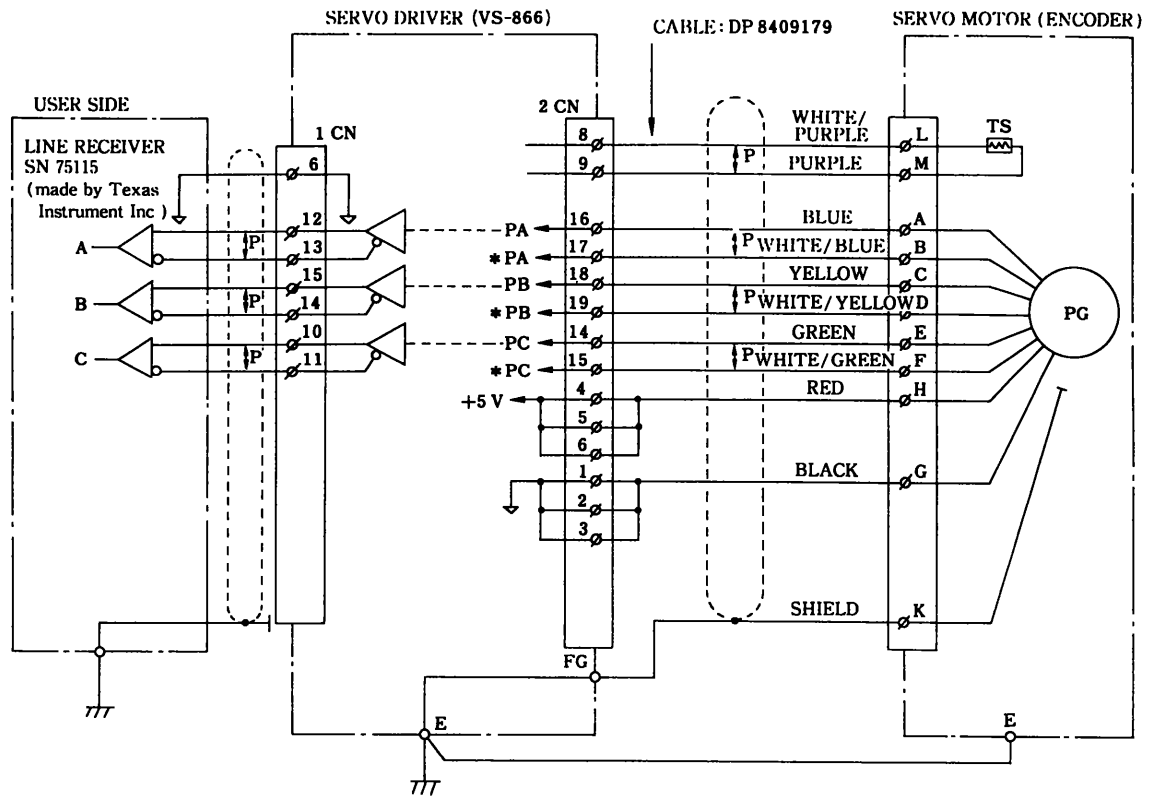 SERVO DRIVER (VS-866)
CABLE: DP 8409179
SERVO MOTOR (ENCODER)
USER SIDE
LINE RECEIVER
SN 75115
(made by Texas
Instrument Inc)
A
B
C
1 CN
6
12
13
15
14
10
11
P
P
P
2 CN
8
9
PA 16
*PA 17
PB 18
*PB 19
PC 14
*PC 15
+5 V 4
5
6
1
2
3
FG
E
WHITE/
PURPLE L
P PURPLE M
TS
BLUE A
P WHITE/BLUE B
YELLOW C
P WHITE/YELLOW D
GREEN E
P WHITE/GREEN F
RED H
BLACK G
SHIELD K
PG
E